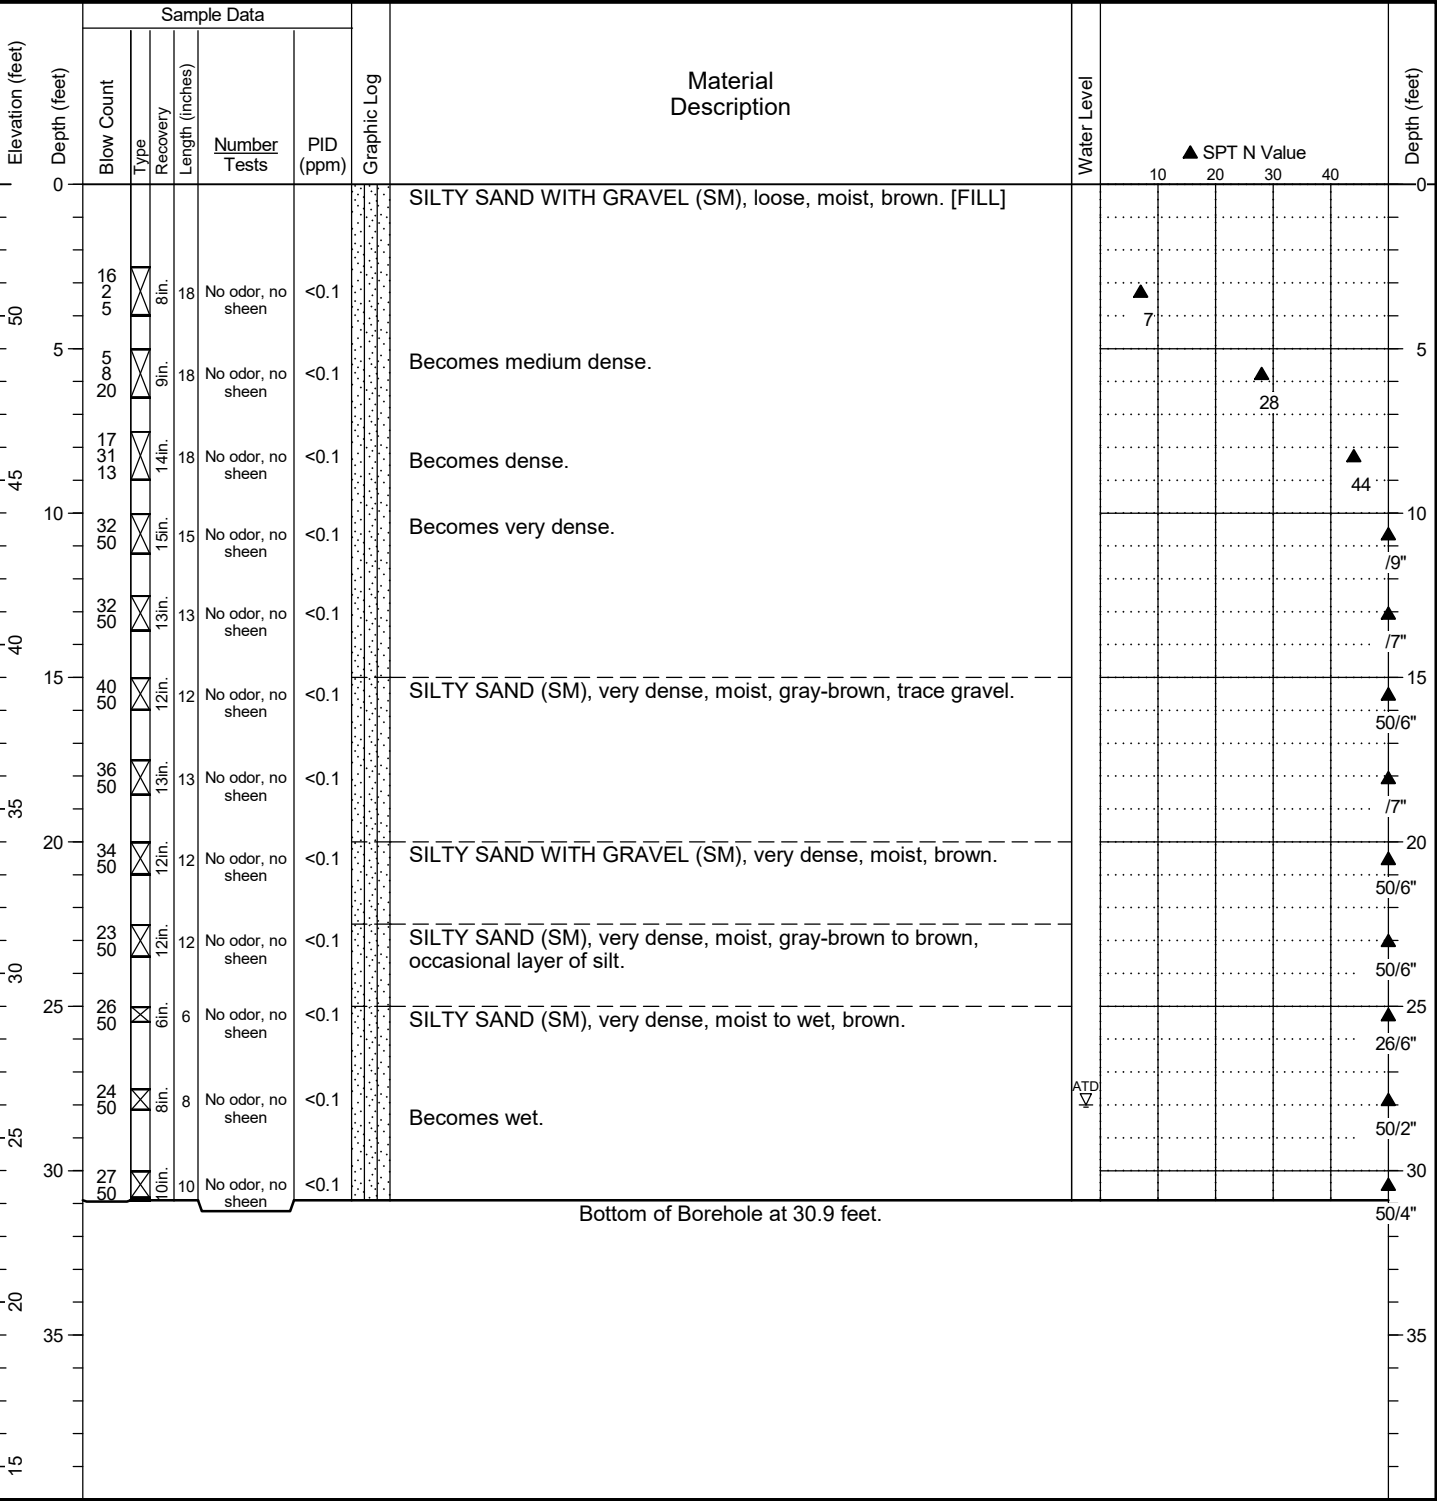 Sample Data
Elevation (feet)
Depth (feet)
Blow Count
Type
Recovery
Length (inches)
Number
Tests
PID
(ppm)
Graphic Log
Material
Description
Water Level
▲ SPT N Value
10 20 30 40
Depth (feet)
0 SILTY SAND WITH GRAVEL (SM), loose, moist, brown. [FILL] 0
16
2
5
8in. 18 No odor, no
sheen
<0.1
7
50
5 5
5
8
20
9in. 18 No odor, no
sheen
<0.1
Becomes medium dense.
28
17
31
13
14in. 18 No odor, no
sheen
<0.1
Becomes dense.
44
45
10 10
32
50
15in. 15 No odor, no
sheen
<0.1
Becomes very dense.
/9"
32
50
13in. 13 No odor, no
sheen
<0.1
/7"
40
15 15
40
50
12in. 12 No odor, no
sheen
<0.1
SILTY SAND (SM), very dense, moist, gray-brown, trace gravel.
50/6"
36
50
13in. 13 No odor, no
sheen
<0.1
/7"
35
20 20
34
50
12in. 12 No odor, no
sheen
<0.1
SILTY SAND WITH GRAVEL (SM), very dense, moist, brown.
50/6"
23
50
12in. 12 No odor, no
sheen
<0.1
SILTY SAND (SM), very dense, moist, gray-brown to brown,
occasional layer of silt.
50/6"
30
25 25
26
50
6in. 6 No odor, no
sheen
<0.1
SILTY SAND (SM), very dense, moist to wet, brown.
26/6"
24
50
8in. 8 No odor, no
sheen
<0.1
Becomes wet.
ATD
50/2"
25
30 30
27
50
10in. 10 No odor, no
sheen
<0.1
Bottom of Borehole at 30.9 feet.
50/4"
20
35 35
15